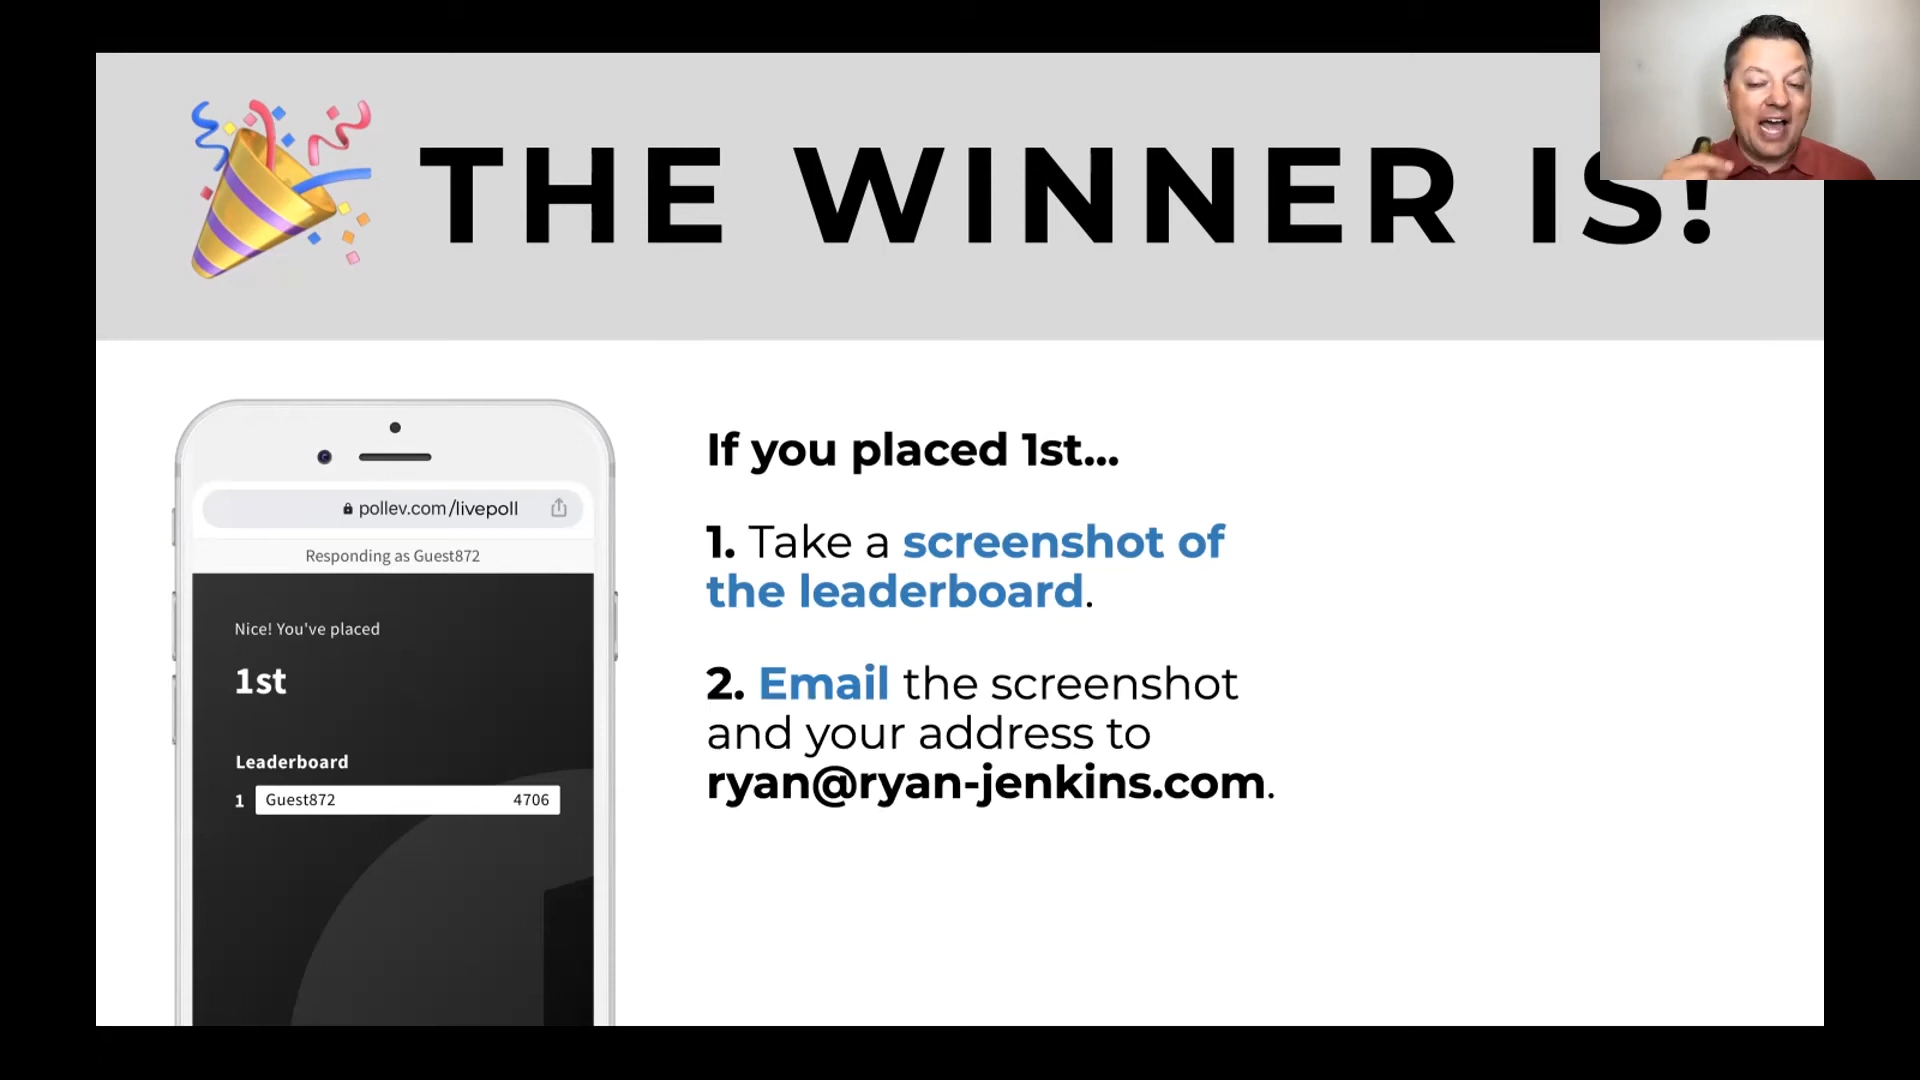 THE WINNER IS!
pollev.com/livepoll
Responding as Guest872
Nice! You've placed
1st
Leaderboard
1 Guest872 4706
If you placed 1st...
1. Take a screenshot of
the leaderboard.
2. Email the screenshot
and your address to
ryan@ryan-jenkins.com.